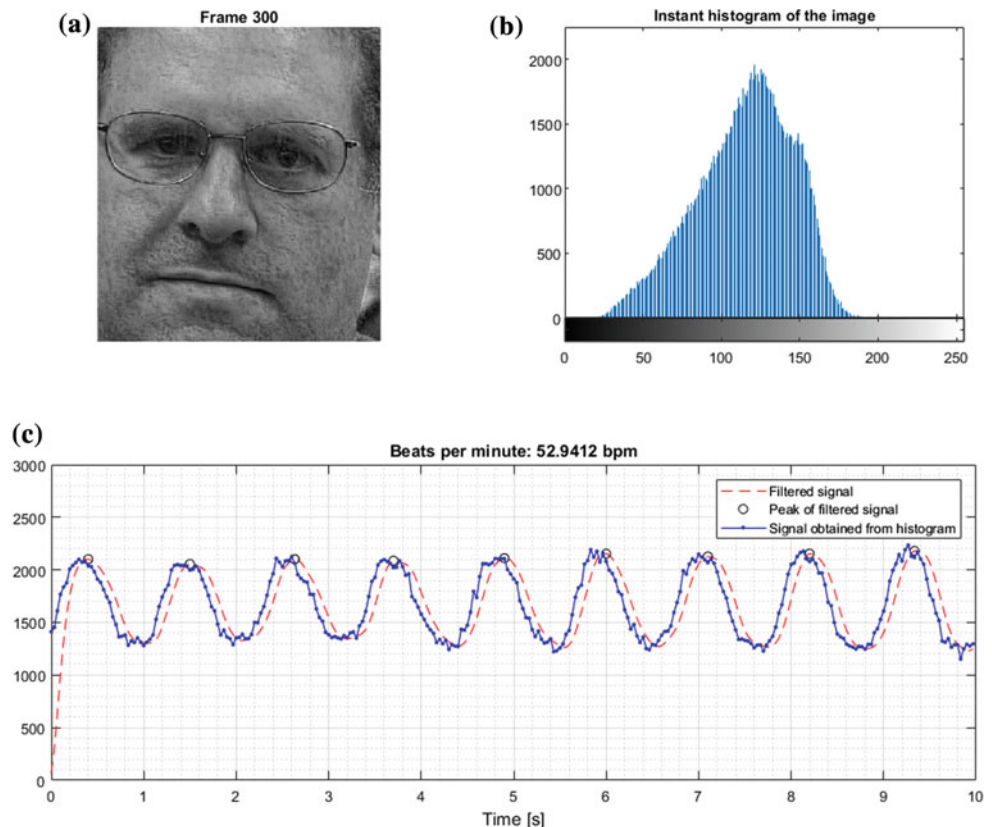 (a)
Frame 300
(b)
Instant histogram of the image
2000
1500
1000
500
0
0 50 100 150 200 250
(c)
Beats per minute: 52.9412 bpm
3000
2500
2000
1500
1000
500
0
Filtered signal
Peak of filtered signal
Signal obtained from histogram
0 1 2 3 4 5 6 7 8 9 10
Time [s]